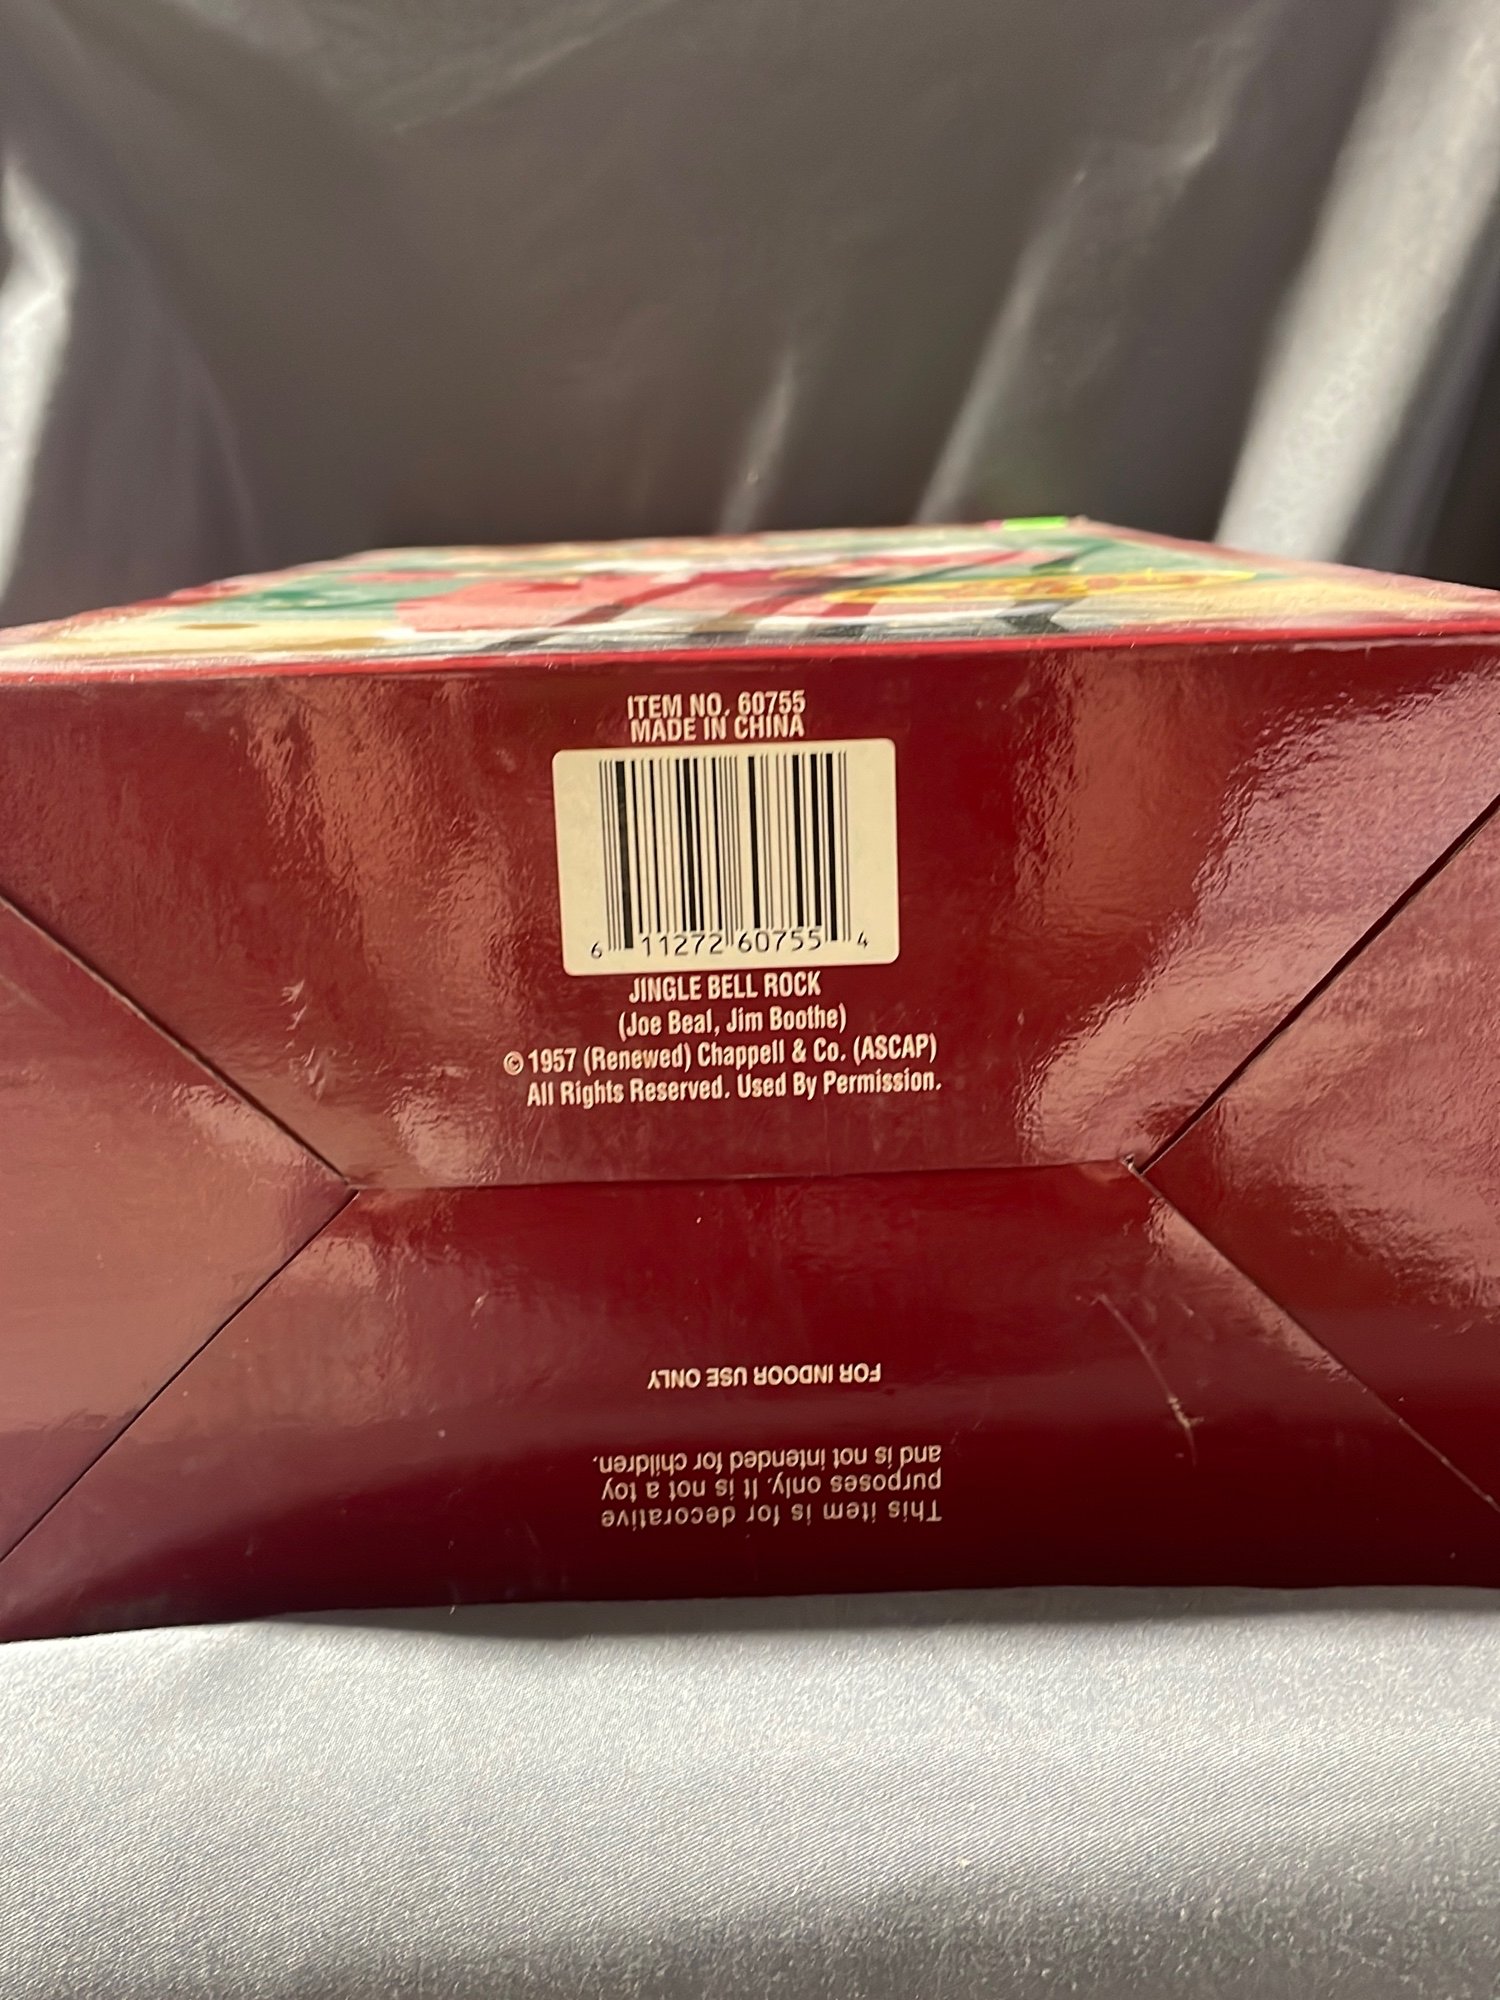 ITEM NO. 60755
MADE IN CHINA
6 11272 60755 4
JINGLE BELL ROCK
(Joe Beal, Jim Boothe)
© 1957 (Renewed) Chappell & Co. (ASCAP)
All Rights Reserved. Used By Permission.
This item is for decorative
purposes only. It is not a toy
and is not intended for children.
FOR INDOOR USE ONLY